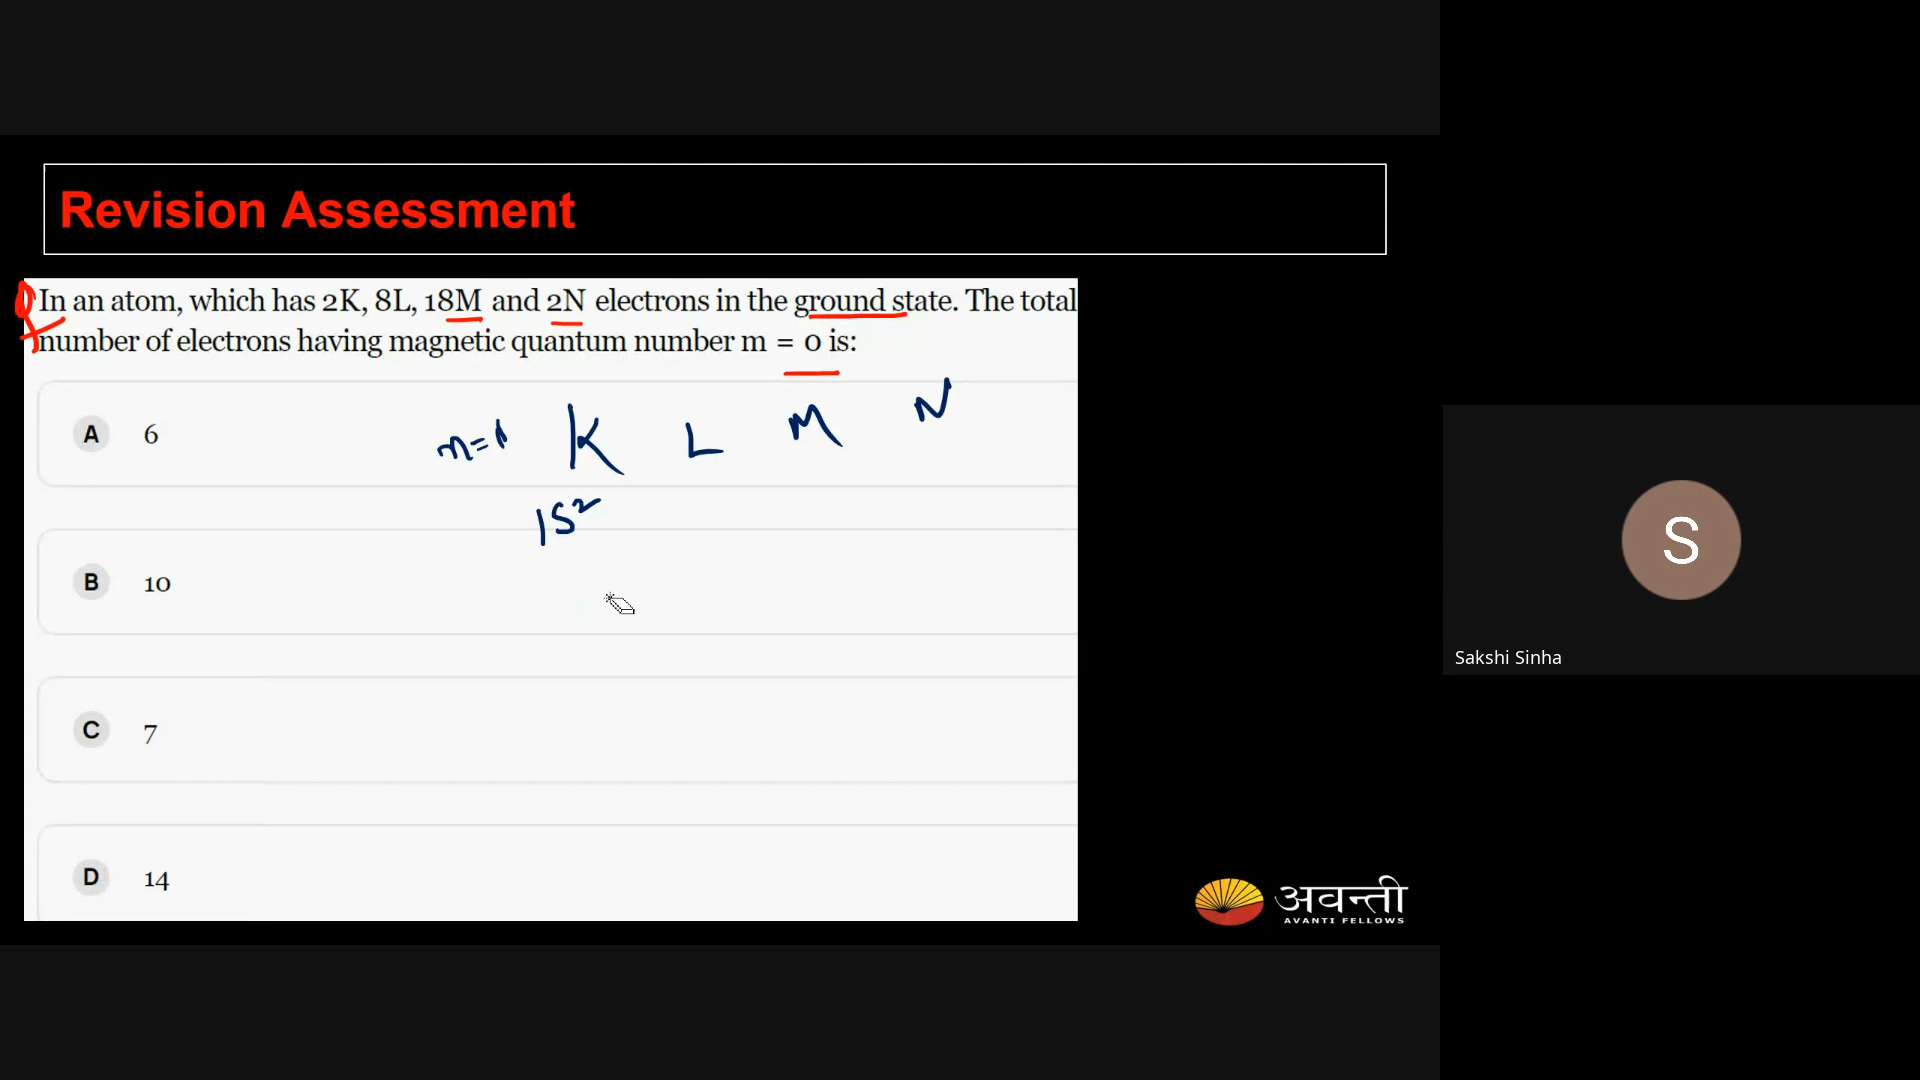 Revision Assessment
In an atom, which has 2K, 8L, 18M and 2N electrons in the ground state. The total
number of electrons having magnetic quantum number m = 0 is:
A 6
m= K L M N
1S²
B 10
C 7
D 14
S
Sakshi Sinha
अवन्ती
AVANTI FELLOWS